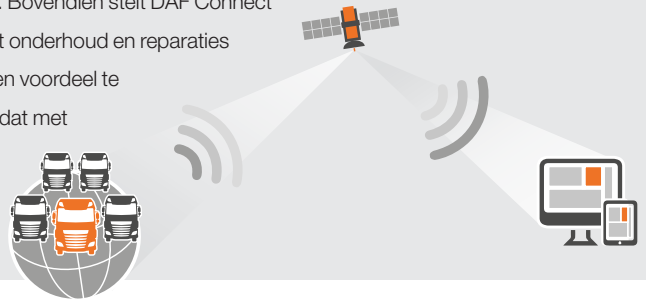 . Bovendien stelt DAF Connect
t onderhoud en reparaties
en voordeel te
dat met